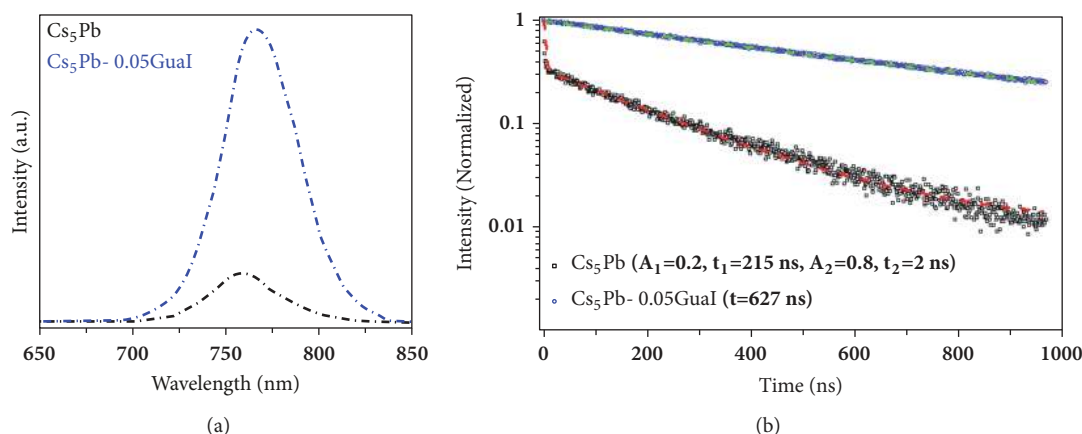 Cs₅Pb
Cs₅Pb- 0.05GuaI
Intensity (a.u.)
650 700 750 800 850
Wavelength (nm)
(a)
1
0.1
0.01
Intensity (Normalized)
Cs₅Pb (A₁=0.2, t₁=215 ns, A₂=0.8, t₂=2 ns)
Cs₅Pb- 0.05GuaI (t=627 ns)
0 200 400 600 800 1000
Time (ns)
(b)